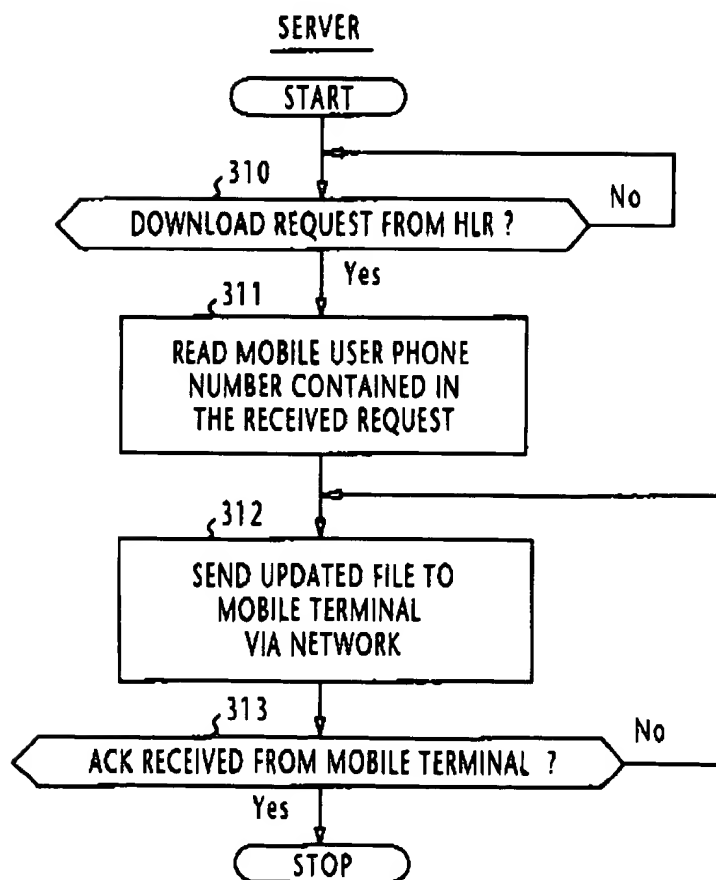 SERVER
START
310
DOWNLOAD REQUEST FROM HLR ?
No
Yes
311
READ MOBILE USER PHONE
NUMBER CONTAINED IN
THE RECEIVED REQUEST
312
SEND UPDATED FILE TO
MOBILE TERMINAL
VIA NETWORK
313
ACK RECEIVED FROM MOBILE TERMINAL ?
No
Yes
STOP